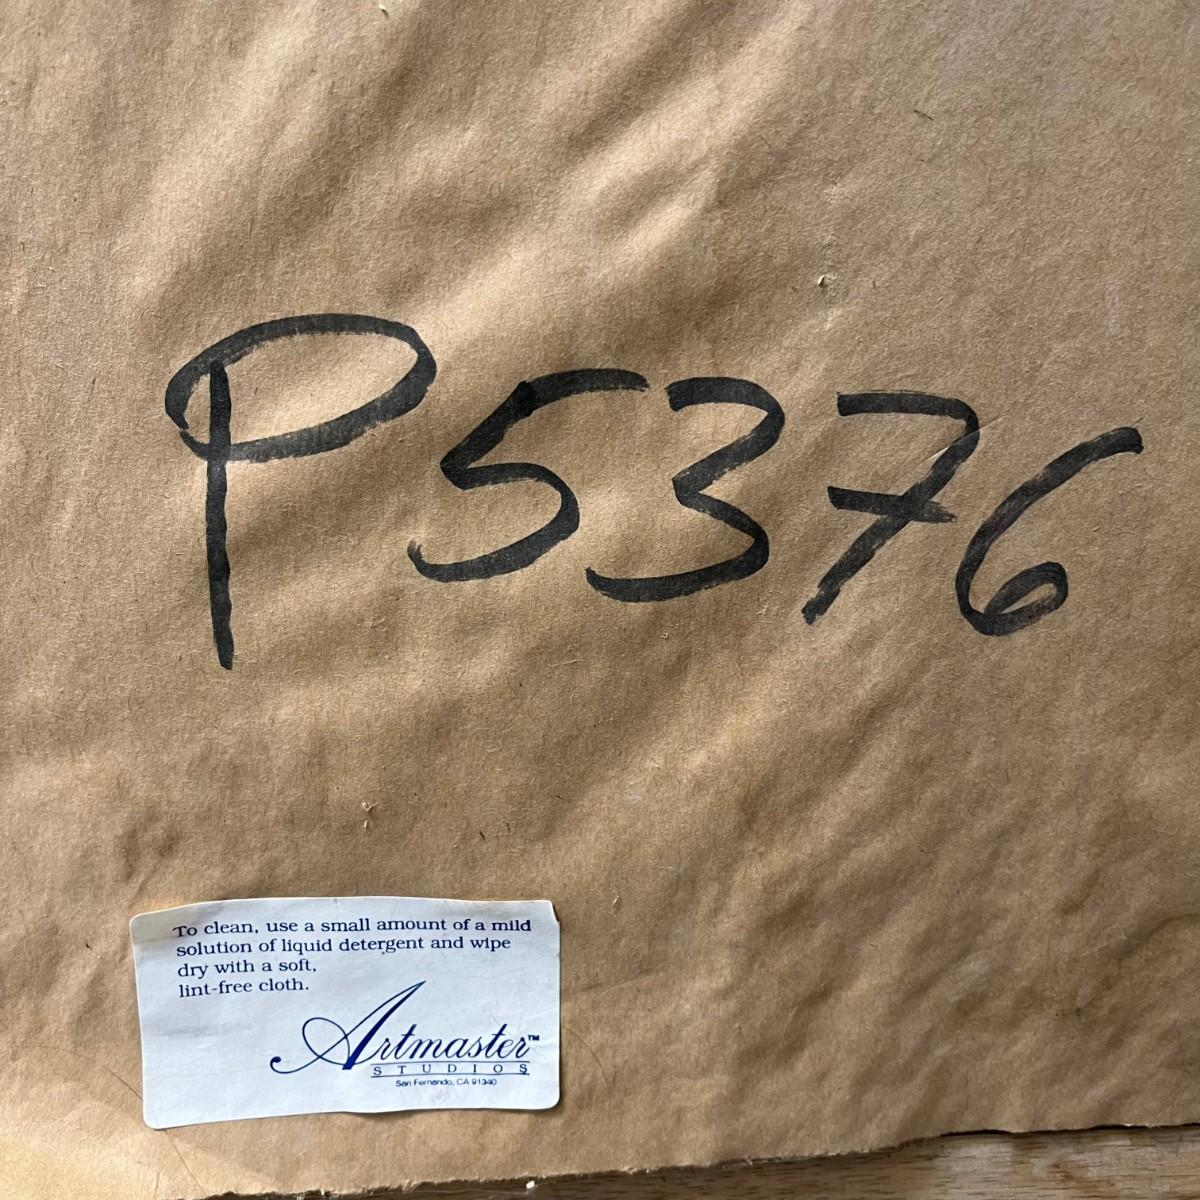 P5376
To clean, use a small amount of a mild
solution of liquid detergent and wipe
dry with a soft,
lint-free cloth.
Artmaster™
STUDIOS
San Fernando, CA 91340